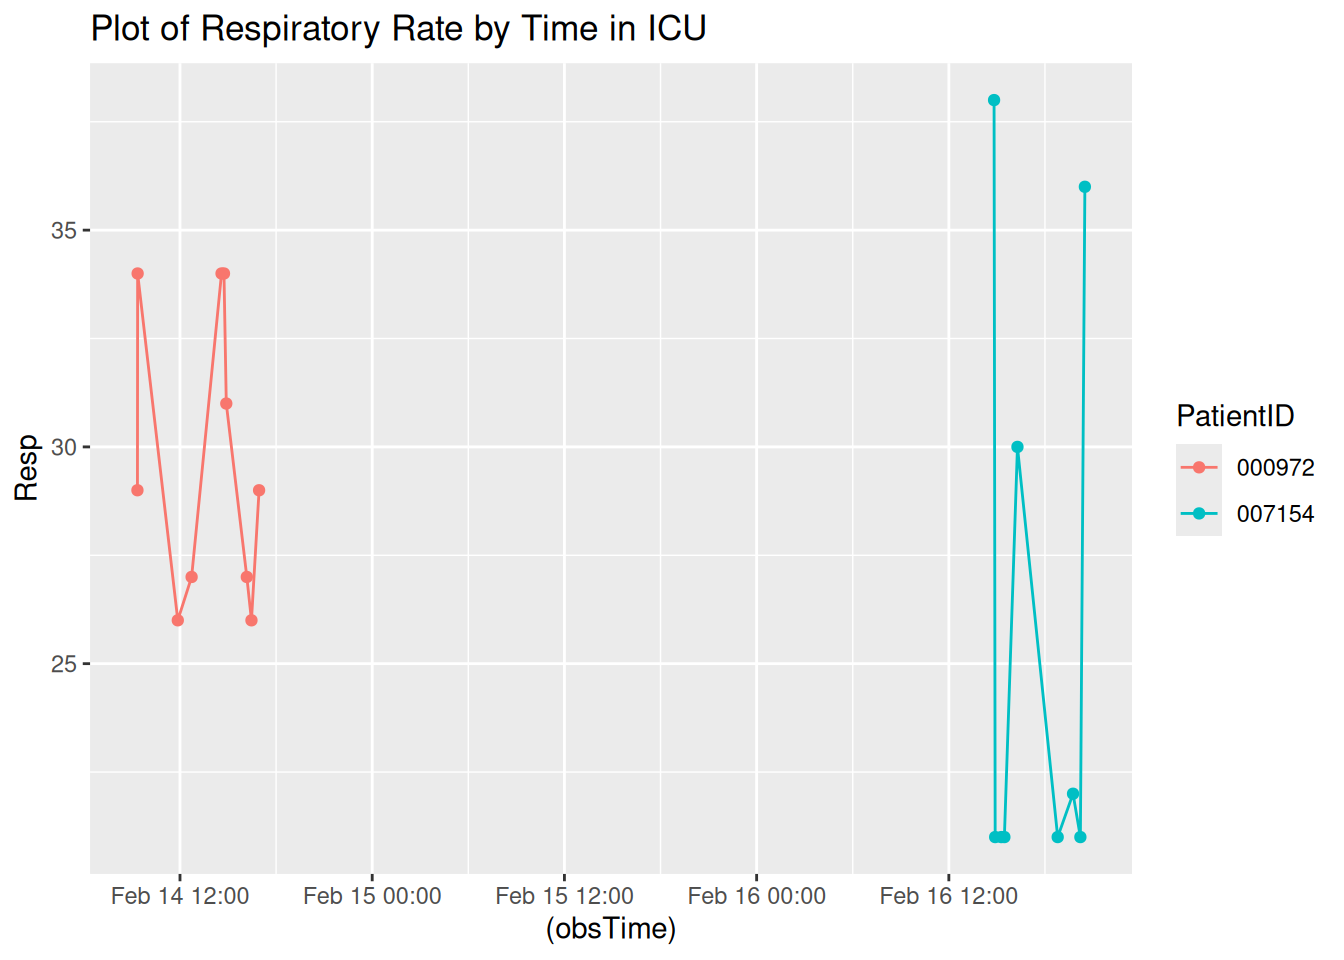 Plot of Respiratory Rate by Time in ICU
Resp
35
30
25
Feb 14 12:00
Feb 15 00:00
Feb 15 12:00
Feb 16 00:00
Feb 16 12:00
(obsTime)
PatientID
000972
007154